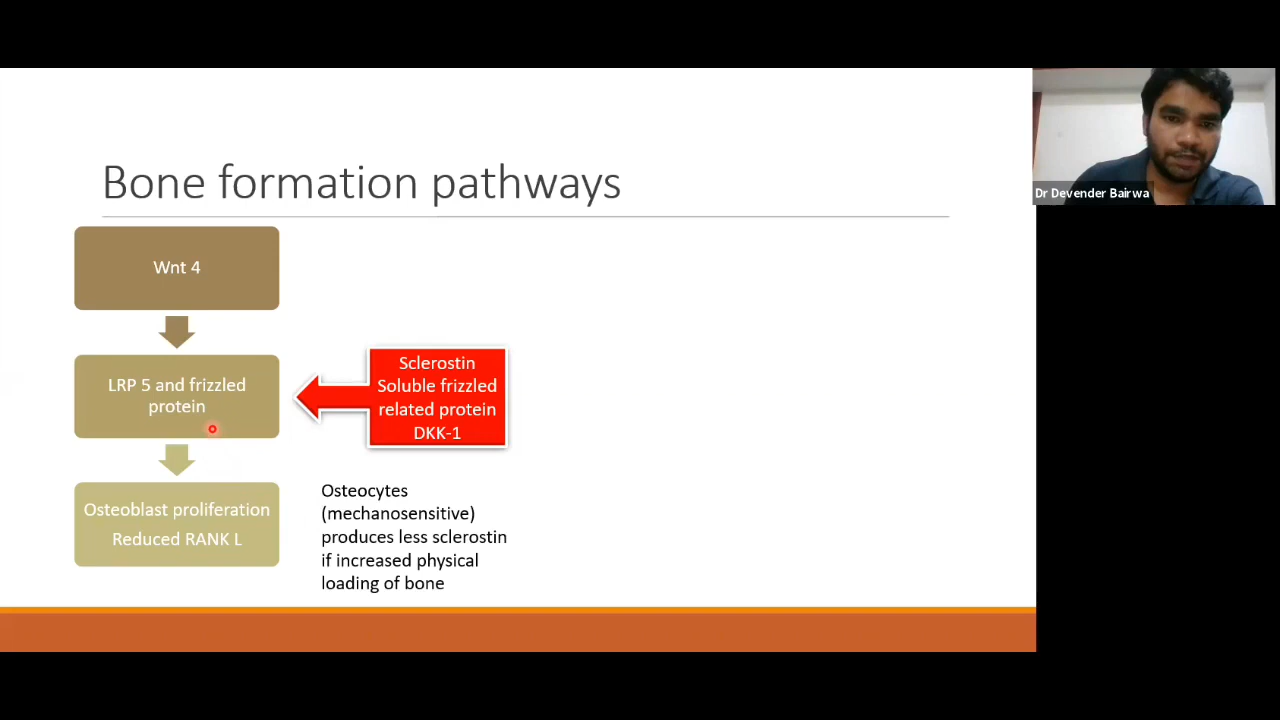 Bone formation pathways
Dr Devender Bairwa
Wnt 4
LRP 5 and frizzled
protein
Sclerostin
Soluble frizzled
related protein
DKK-1
Osteoblast proliferation
Reduced RANK L
Osteocytes
(mechanosensitive)
produces less sclerostin
if increased physical
loading of bone